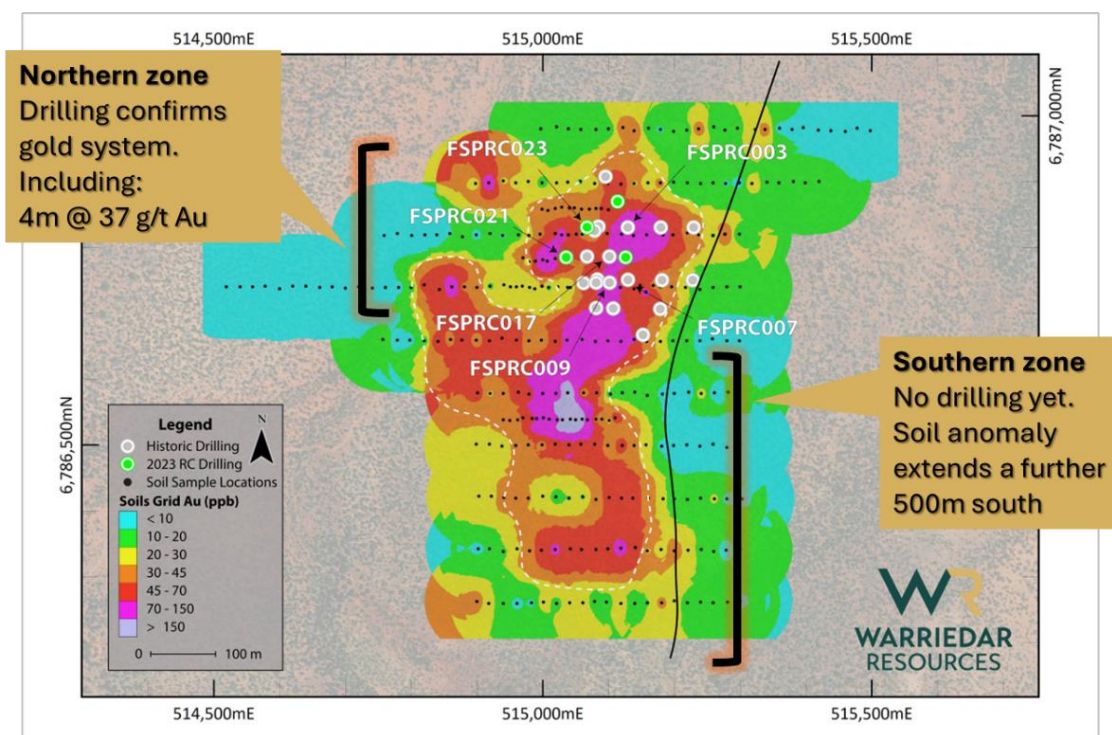 514,500mE
515,000mE
515,500mE
Northern zone
Drilling confirms
gold system.
Including:
4m @ 37 g/t Au
6,787,000mN
FSPRC023
FSPRC003
FSPRC021
FSPRC017
FSPRC007
FSPRC009
Southern zone
No drilling yet.
Soil anomaly
extends a further
500m south
6,786,500mN
Legend
N
Historic Drilling
2023 RC Drilling
Soil Sample Locations
Soils Grid Au (ppb)
< 10
10 - 20
20 - 30
30 - 45
45 - 70
70 - 150
> 150
0
100 m
WR
WARRIEDAR
RESOURCES
514,500mE
515,000mE
515,500mE